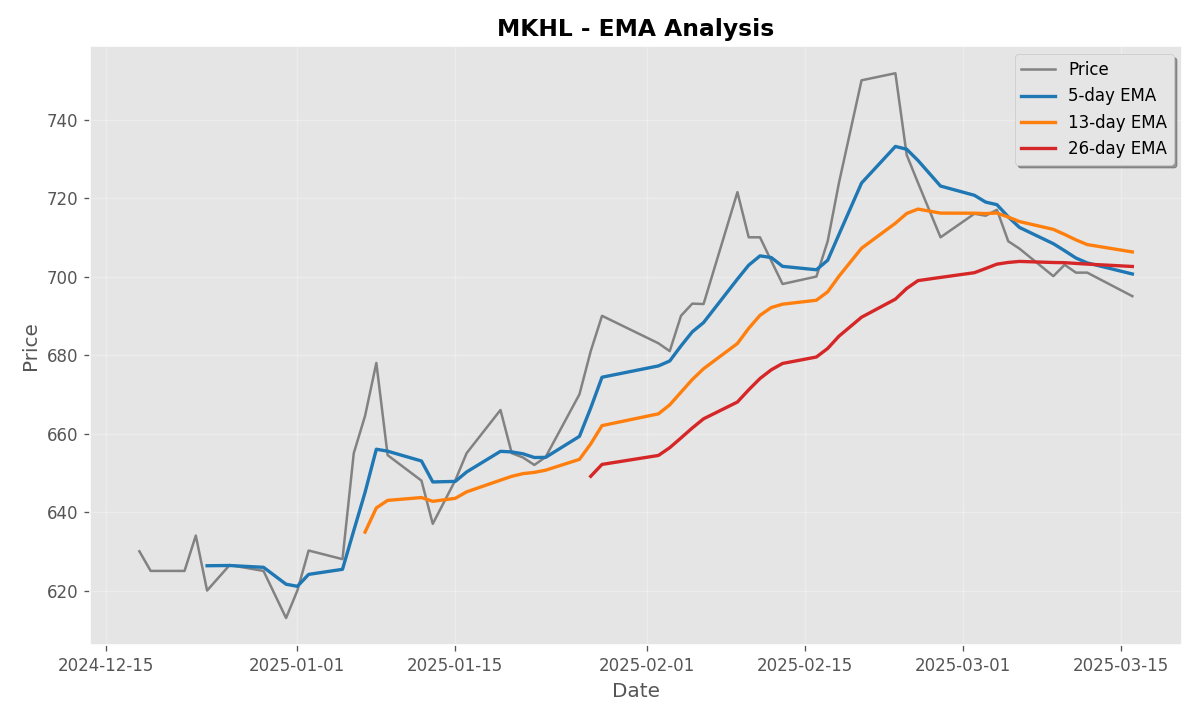 MKHL - EMA Analysis
Price
5-day EMA
13-day EMA
26-day EMA
740
720
700
680
660
640
620
Price
2024-12-15
2025-01-01
2025-01-15
2025-02-01
2025-02-15
2025-03-01
2025-03-15
Date